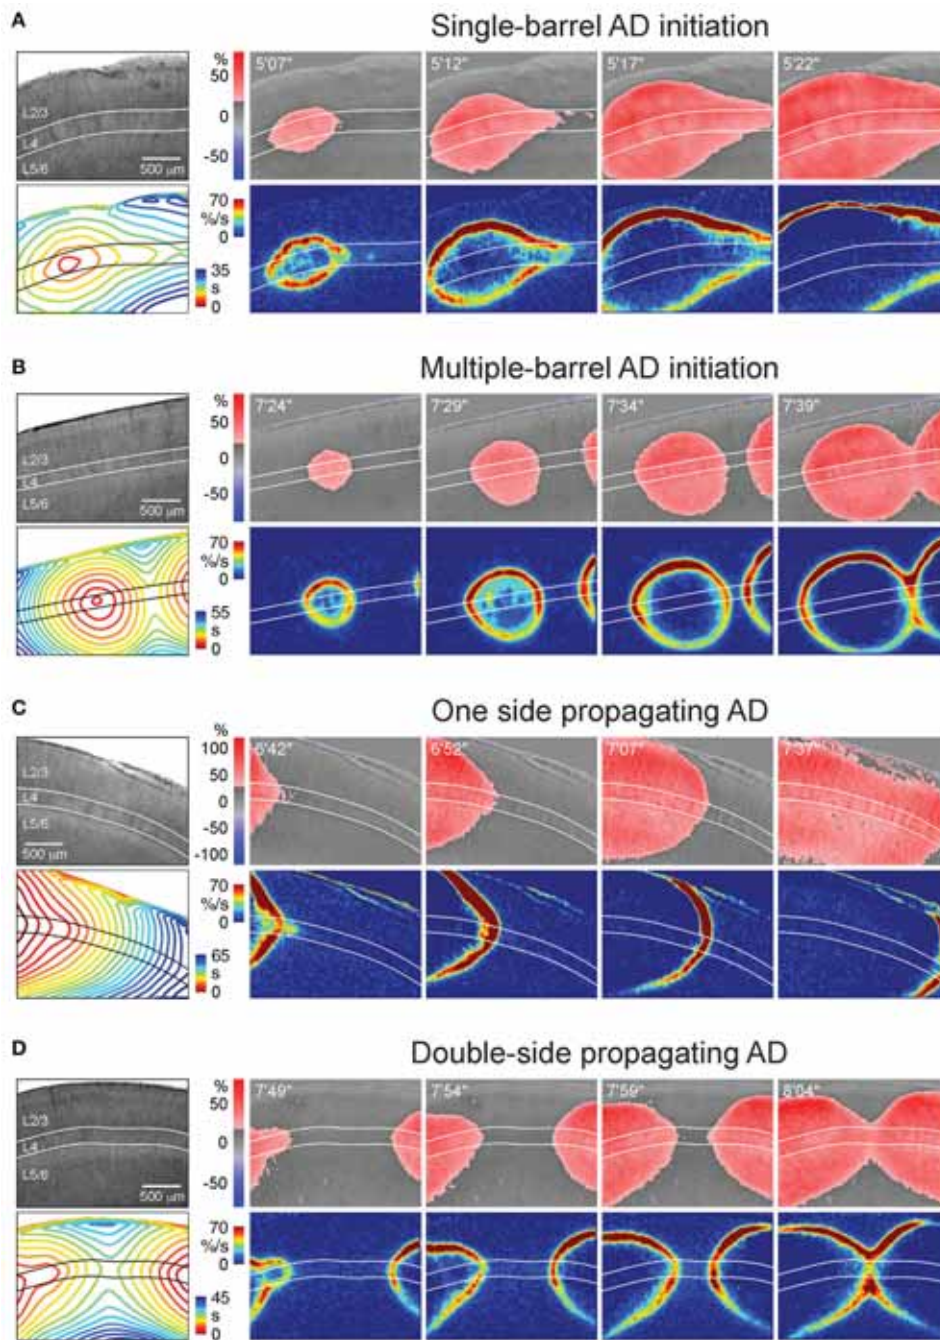 A
Single-barrel AD initiation
%
50
0
-50
5'07" 5'12" 5'17" 5'22"
L2/3
L4
L5/6
500 µm
70
%/s
0
35
s
0
B
Multiple-barrel AD initiation
%
50
0
-50
7'24" 7'29" 7'34" 7'39"
L2/3
L4
L5/6
500 µm
70
%/s
0
55
s
0
C
One side propagating AD
%
100
50
0
-50
-100
6'42" 6'52" 7'07" 7'37"
L2/3
L4
L5/6
500 µm
70
%/s
0
65
s
0
D
Double-side propagating AD
%
50
0
-50
7'49" 7'54" 7'59" 8'04"
L2/3
L4
L5/6
500 µm
70
%/s
0
45
s
0